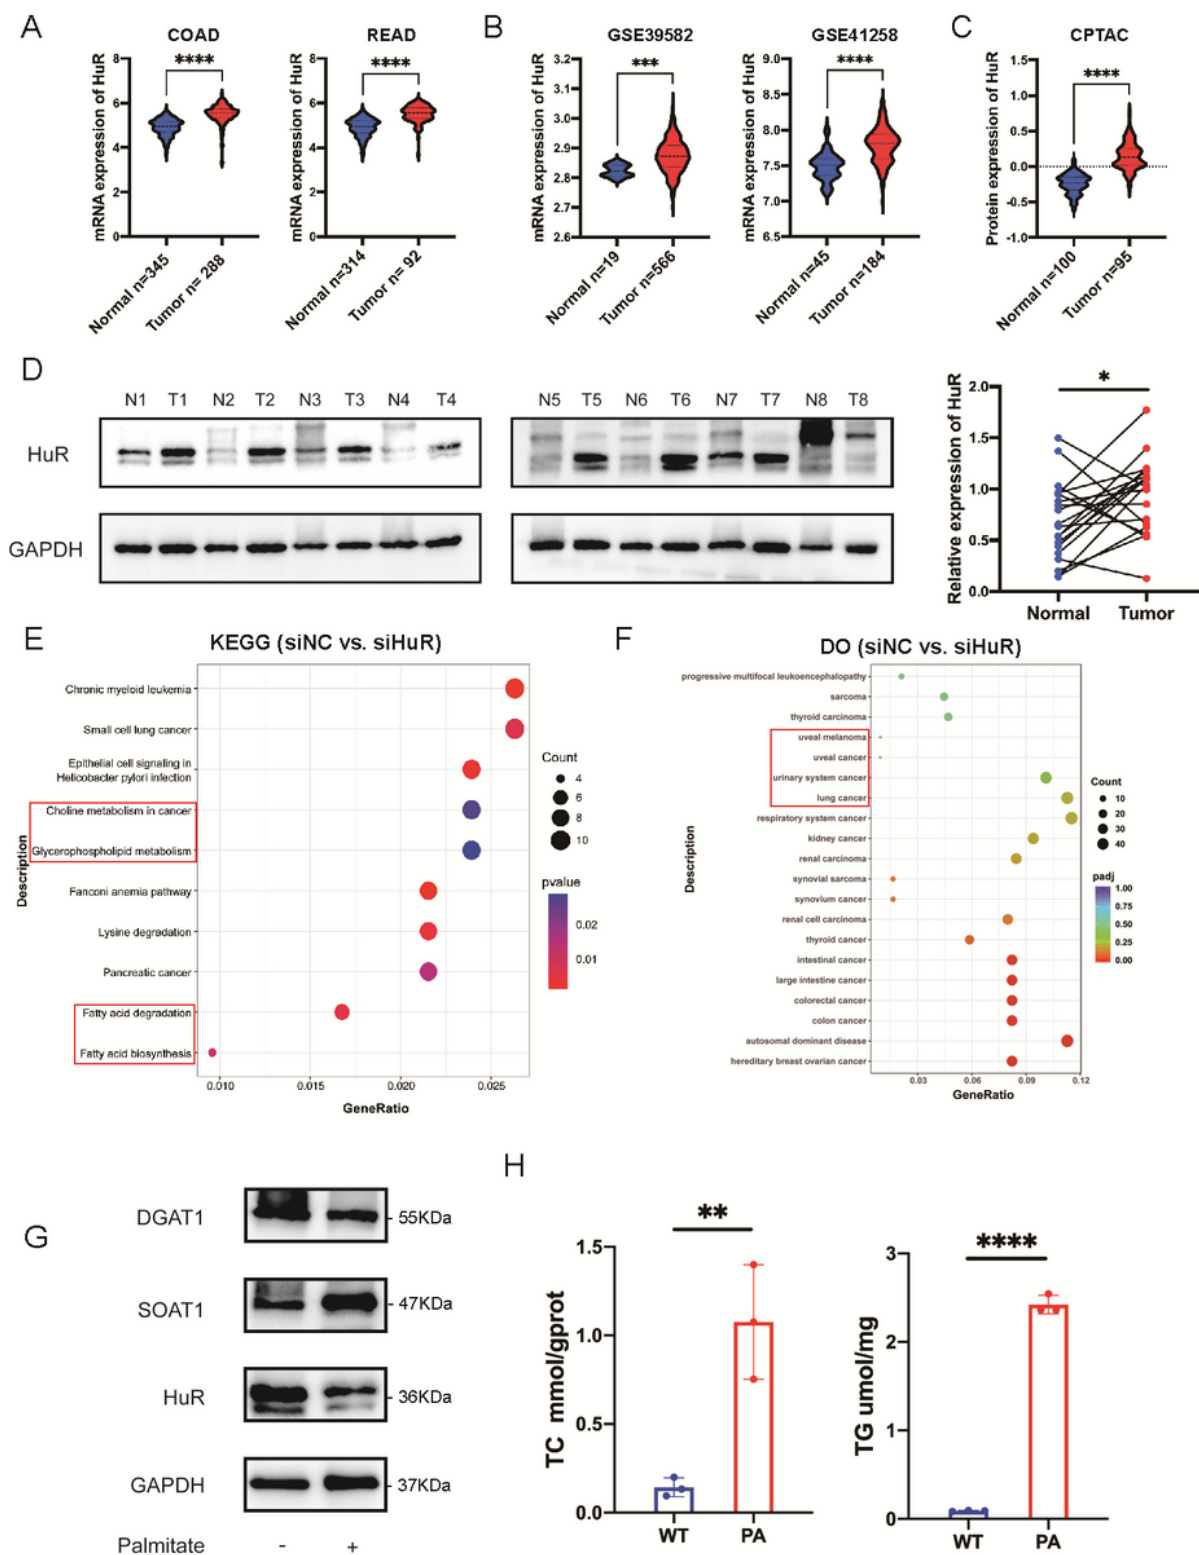 A
COAD
****
mRNA expression of HuR
8
6
4
2
0
Normal n=345
Tumor n= 288
READ
****
mRNA expression of HuR
8
6
4
2
0
Normal n=314
Tumor n= 92
B
GSE39582
***
mRNA expression of HuR
3.2
3.1
3.0
2.9
2.8
2.7
2.6
Normal n=19
Tumor n=566
GSE41258
****
mRNA expression of HuR
9.0
8.5
8.0
7.5
7.0
6.5
Normal n=45
Tumor n=184
C
CPTAC
****
Protein expression of HuR
1.5
1.0
0.5
0.0
-0.5
-1.0
Normal n=100
Tumor n=95
D
N1 T1 N2 T2 N3 T3 N4 T4
N5 T5 N6 T6 N7 T7 N8 T8
HuR
GAPDH
*
Relative expression of HuR
2.0
1.5
1.0
0.5
0.0
Normal Tumor
E
KEGG (siNC vs. siHuR)
Description
Chronic myeloid leukemia
Small cell lung cancer
Epithelial cell signaling in
Helicobacter pylori infection
Choline metabolism in cancer
Glycerophospholipid metabolism
Fanconi anemia pathway
Lysine degradation
Pancreatic cancer
Fatty acid degradation
Fatty acid biosynthesis
0.010 0.015 0.020 0.025
GeneRatio
Count
4
6
8
10
pvalue
0.02
0.01
F
DO (siNC vs. siHuR)
Description
progressive multifocal leukoencephalopathy
sarcoma
thyroid carcinoma
uveal melanoma
uveal cancer
urinary system cancer
lung cancer
respiratory system cancer
kidney cancer
renal carcinoma
synovial sarcoma
synovium cancer
renal cell carcinoma
thyroid cancer
intestinal cancer
large intestine cancer
colorectal cancer
colon cancer
autosomal dominant disease
hereditary breast ovarian cancer
0.03 0.06 0.09 0.12
GeneRatio
Count
10
20
30
40
padj
1.00
0.75
0.50
0.25
0.00
G
DGAT1
55KDa
SOAT1
47KDa
HuR
36KDa
GAPDH
37KDa
Palmitate - +
H
**
TC mmol/gprot
1.5
1.0
0.5
0.0
WT PA
****
TG umol/mg
3
2
1
0
WT PA